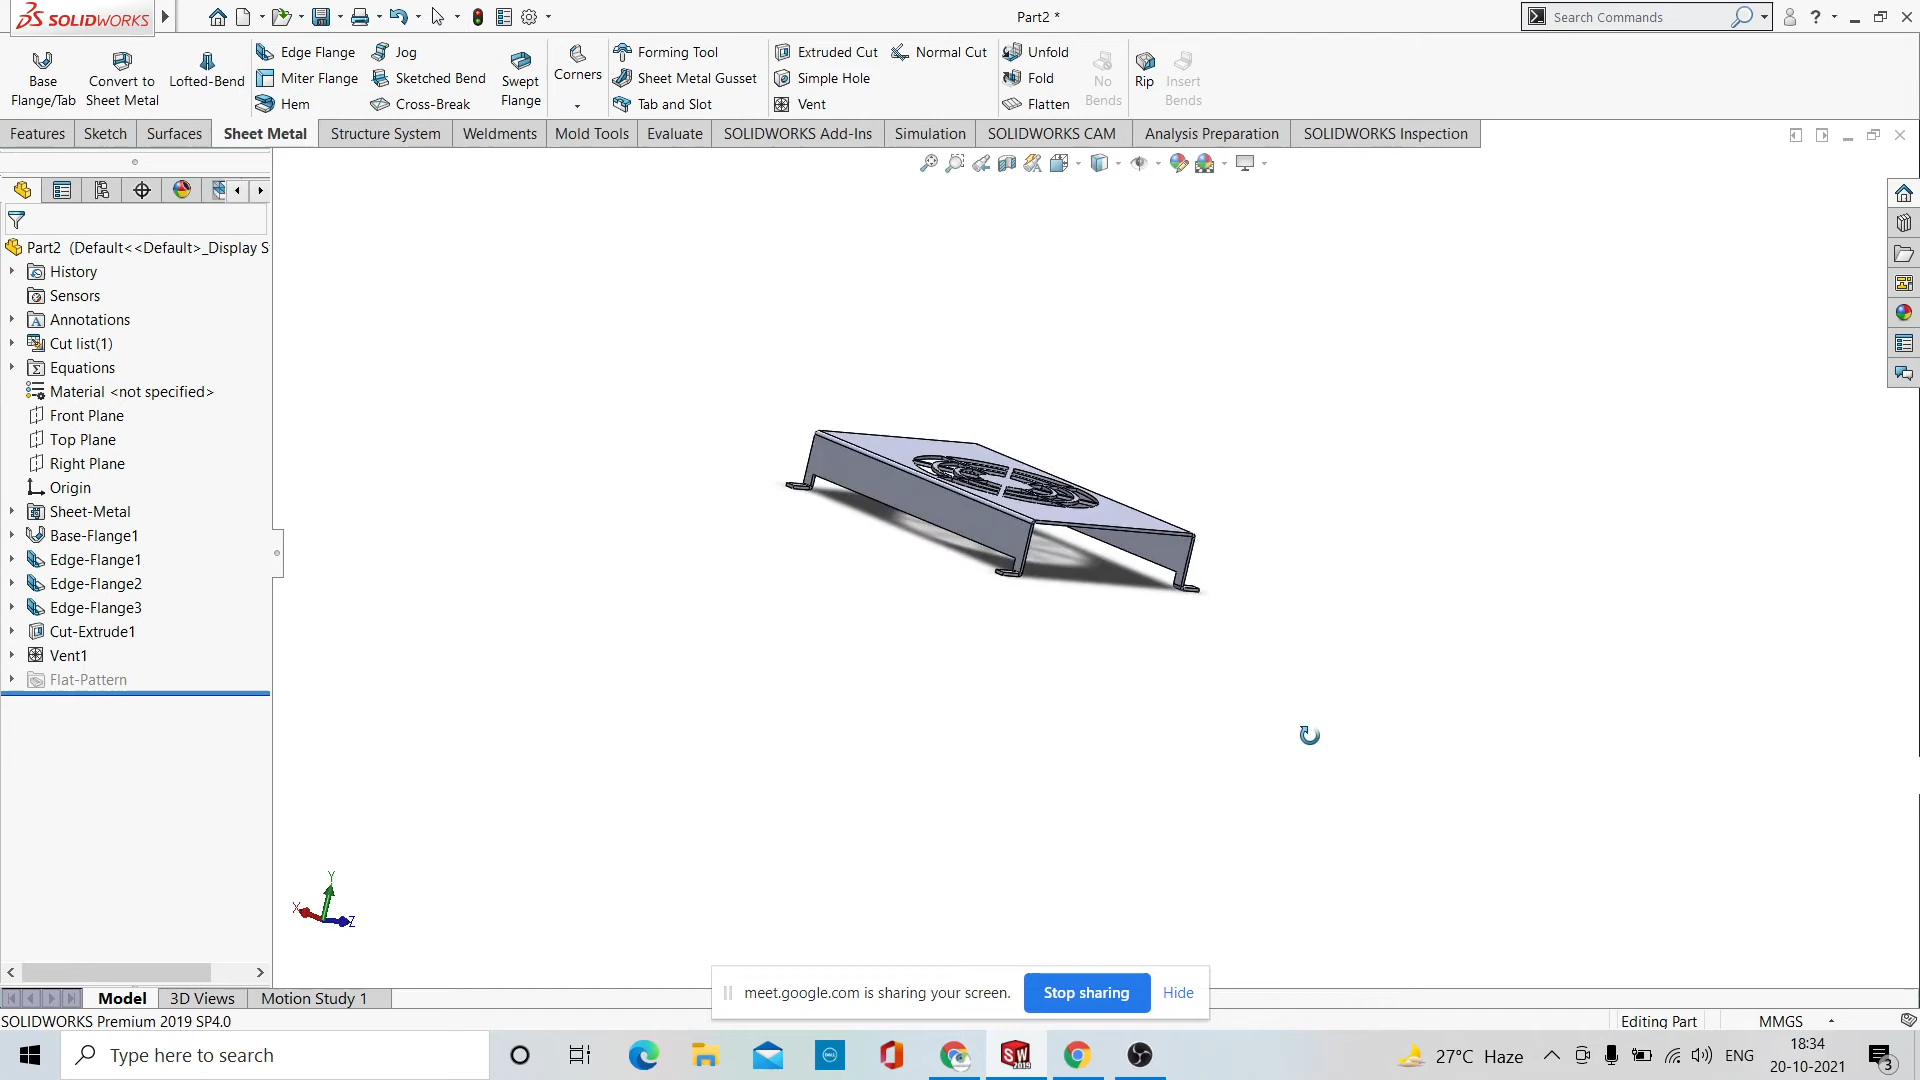 SOLIDWORKS
Part2 *
Search Commands
?
Base Flange/Tab
Convert to Sheet Metal
Lofted-Bend
Edge Flange
Miter Flange
Hem
Jog
Sketched Bend
Cross-Break
Swept Flange
Corners
Forming Tool
Sheet Metal Gusset
Tab and Slot
Extruded Cut
Simple Hole
Vent
Normal Cut
Unfold
Fold
Flatten
No Bends
Rip
Insert Bends
Features
Sketch
Surfaces
Sheet Metal
Structure System
Weldments
Mold Tools
Evaluate
SOLIDWORKS Add-Ins
Simulation
SOLIDWORKS CAM
Analysis Preparation
SOLIDWORKS Inspection
Part2 (Default<<Default>_Display S
History
Sensors
Annotations
Cut list(1)
Equations
Material <not specified>
Front Plane
Top Plane
Right Plane
Origin
Sheet-Metal
Base-Flange1
Edge-Flange1
Edge-Flange2
Edge-Flange3
Cut-Extrude1
Vent1
Flat-Pattern
Y
X
Z
Model
3D Views
Motion Study 1
meet.google.com is sharing your screen.
Stop sharing
Hide
SOLIDWORKS Premium 2019 SP4.0
Editing Part
MMGS
Type here to search
DELL
SW
2019
27°C Haze
ENG
18:34
20-10-2021
3